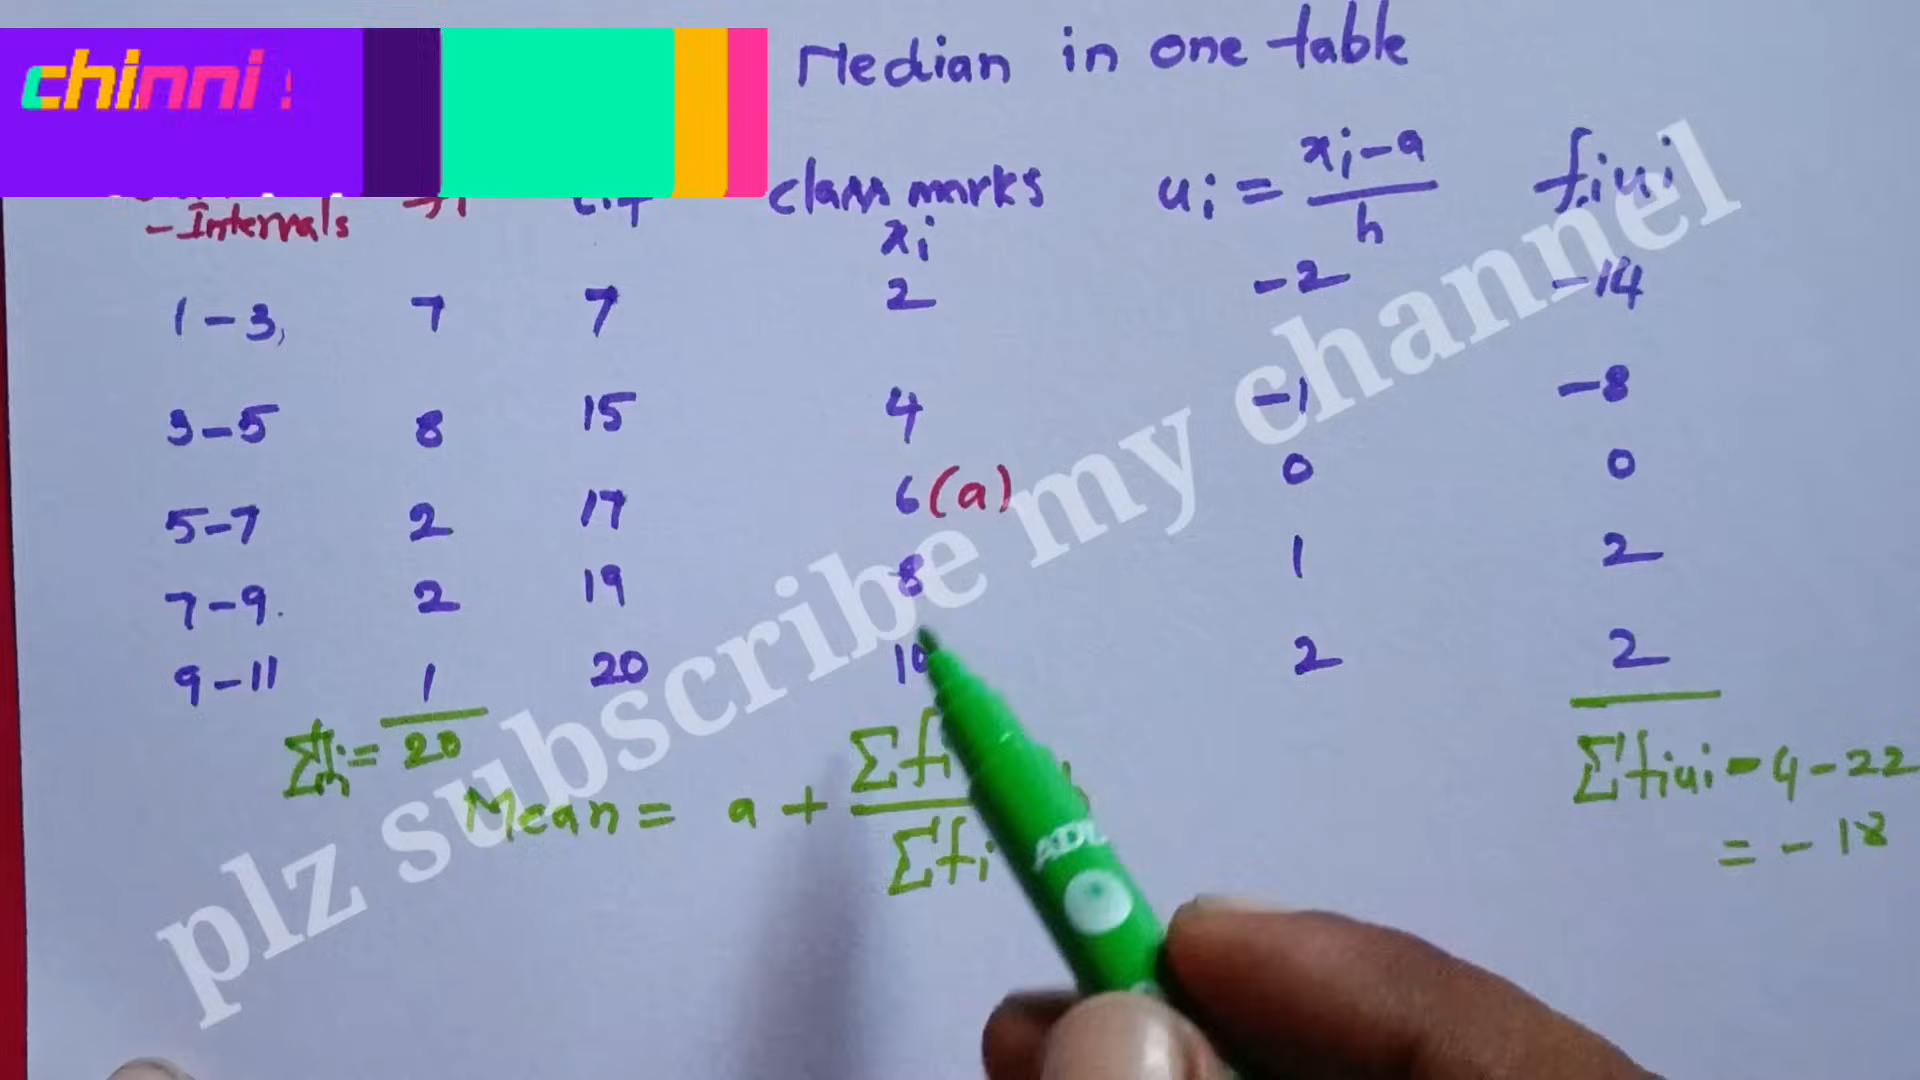 chinni !
Median in one table
- Intervals fi c.f class marks xi ui = xi-a / h fiui
1-3, 7 7 2 -2 -14
3-5 8 15 4 -1 -8
5-7 2 17 6(a) 0 0
7-9. 2 19 8 1 2
9-11 1 20 10 2 2
Σfi = 20
Σfiui = 4-22
= -18
Mean = a + Σfi / Σfi
ADD
plz subscribe my channel